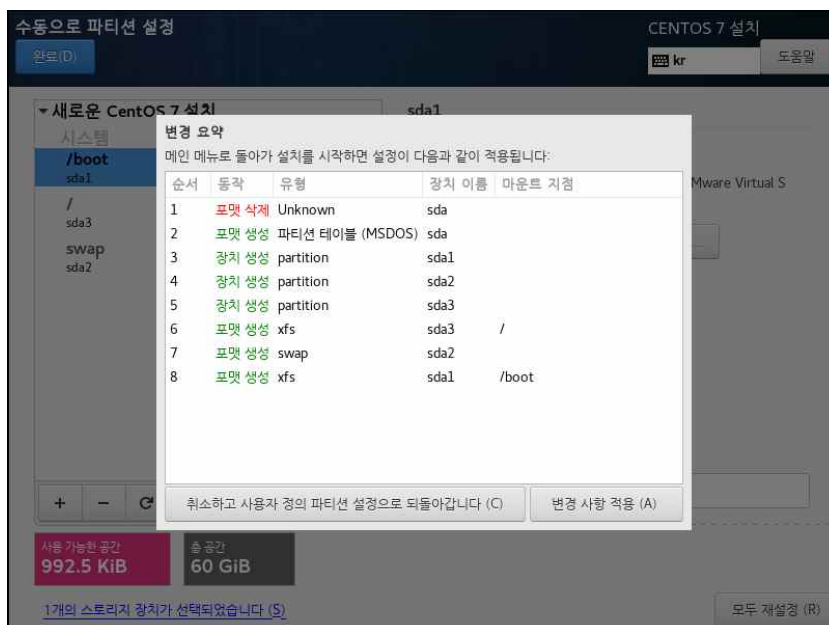 수동으로 파티션 설정
CENTOS 7 설치
완료(D)
kr
도움말
새로운 CentOS 7 설치
sda1
시스템
/boot
sda1
/
sda3
swap
sda2
Mware Virtual S
변경 요약
메인 메뉴로 돌아가 설치를 시작하면 설정이 다음과 같이 적용됩니다:
순서 동작 유형 장치 이름 마운트 지점
1 포맷 삭제 Unknown sda
2 포맷 생성 파티션 테이블 (MSDOS) sda
3 장치 생성 partition sda1
4 장치 생성 partition sda2
5 장치 생성 partition sda3
6 포맷 생성 xfs sda3 /
7 포맷 생성 swap sda2
8 포맷 생성 xfs sda1 /boot
취소하고 사용자 정의 파티션 설정으로 되돌아갑니다 (C)
변경 사항 적용 (A)
+ −
사용 가능한 공간
992.5 KiB
총 공간
60 GiB
1개의 스토리지 장치가 선택되었습니다 (S)
모두 재설정 (R)